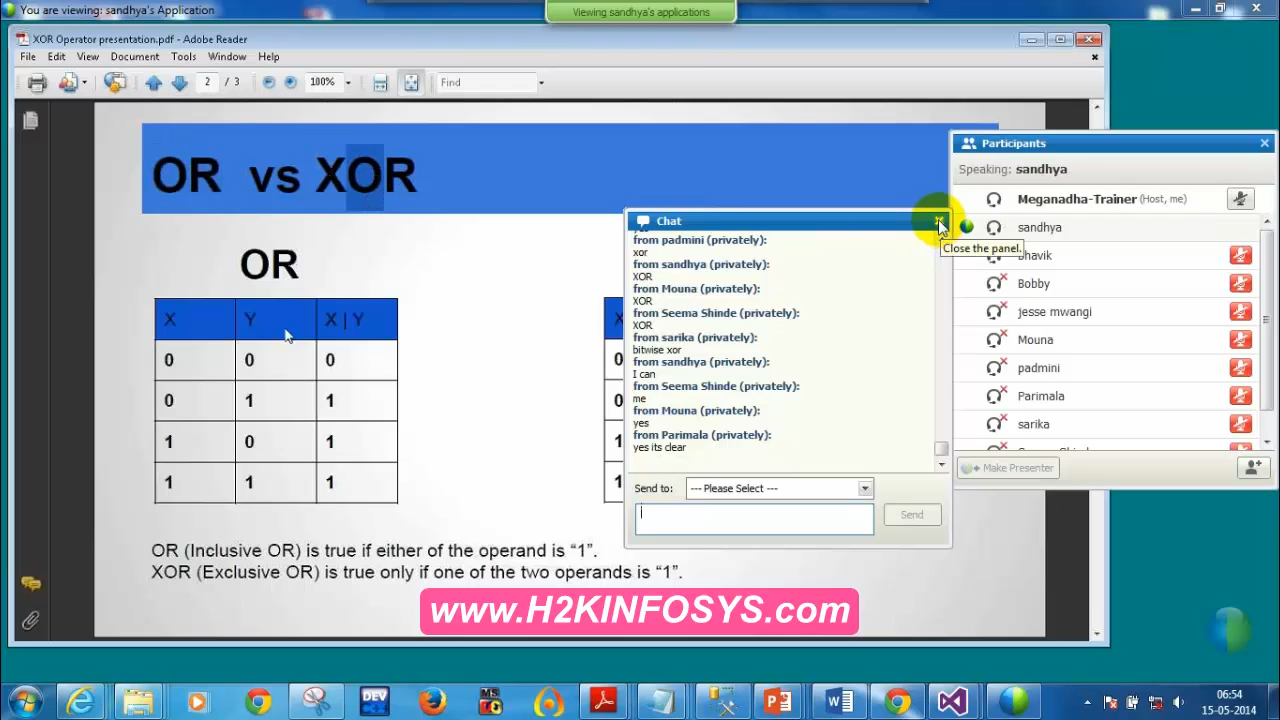 You are viewing: sandhya's Application
Viewing sandhya's applications
XOR Operator presentation.pdf - Adobe Reader
File Edit View Document Tools Window Help
2 / 3 100% Find
OR vs XOR
OR
X Y X | Y
0 0 0
0 1 1
1 0 1
1 1 1
X
0
0
1
1
OR (Inclusive OR) is true if either of the operand is “1”.
XOR (Exclusive OR) is true only if one of the two operands is “1”.
Chat
from padmini (privately):
xor
from sandhya (privately):
XOR
from Mouna (privately):
XOR
from Seema Shinde (privately):
XOR
from sarika (privately):
bitwise xor
from sandhya (privately):
I can
from Seema Shinde (privately):
me
from Mouna (privately):
yes
from Parimala (privately):
yes its clear
Send to: --- Please Select ---
Send
Close the panel.
Participants
Speaking: sandhya
Meganadha-Trainer (Host, me)
sandhya
bhavik
Bobby
jesse mwangi
Mouna
padmini
Parimala
sarika
Make Presenter
www.H2KINFOSYS.com
DEV
MS
06:54
15-05-2014